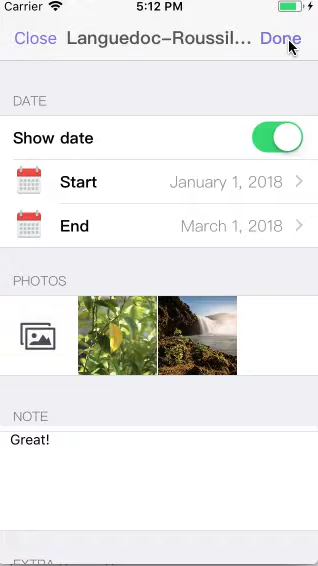 Carrier 5:12 PM
Close Languedoc-Roussil... Done
DATE
Show date
Start January 1, 2018
End March 1, 2018
PHOTOS
NOTE
Great!
EXTRA